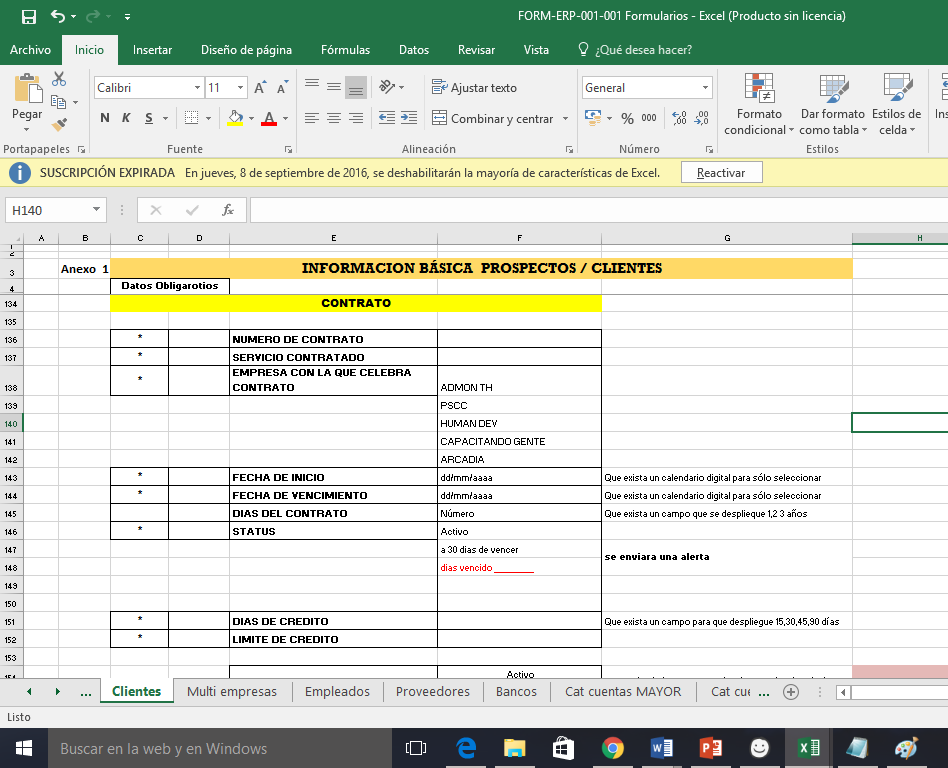 FORM-ERP-001-001 Formularios - Excel (Producto sin licencia)
Archivo Inicio Insertar Diseño de página Fórmulas Datos Revisar Vista ¿Qué desea hacer?
Calibri 11 Ajustar texto General
Pegar N K S Combinar y centrar % 000 Formato condicional Dar formato como tabla Estilos de celda Ins
Portapapeles Fuente Alineación Número Estilos
SUSCRIPCIÓN EXPIRADA En jueves, 8 de septiembre de 2016, se deshabilitarán la mayoría de características de Excel. Reactivar
H140 fx
A B C D E F G H
1
2
3 Anexo 1 INFORMACION BÁSICA PROSPECTOS / CLIENTES
4 Datos Obligarotios
134 CONTRATO
135
136 * NUMERO DE CONTRATO
137 * SERVICIO CONTRATADO
138 * EMPRESA CON LA QUE CELEBRA CONTRATO ADMON TH
139 PSCC
140 HUMAN DEV
141 CAPACITANDO GENTE
142 ARCADIA
143 * FECHA DE INICIO dd/mm/aaaa Que exista un calendario digital para sólo seleccionar
144 * FECHA DE VENCIMIENTO dd/mm/aaaa Que exista un calendario digital para sólo seleccionar
145 DIAS DEL CONTRATO Número Que exista un campo que se despliegue 1,2 3 años
146 * STATUS Activo
147 a 30 dias de vencer
se enviara una alerta
148 dias vencido ________
149
150
151 * DIAS DE CREDITO Que exista un campo para que despliegue 15,30,45,90 días
152 * LIMITE DE CREDITO
153
154 Activo
... Clientes Multi empresas Empleados Proveedores Bancos Cat cuentas MAYOR Cat cue ...
Listo
Buscar en la web y en Windows